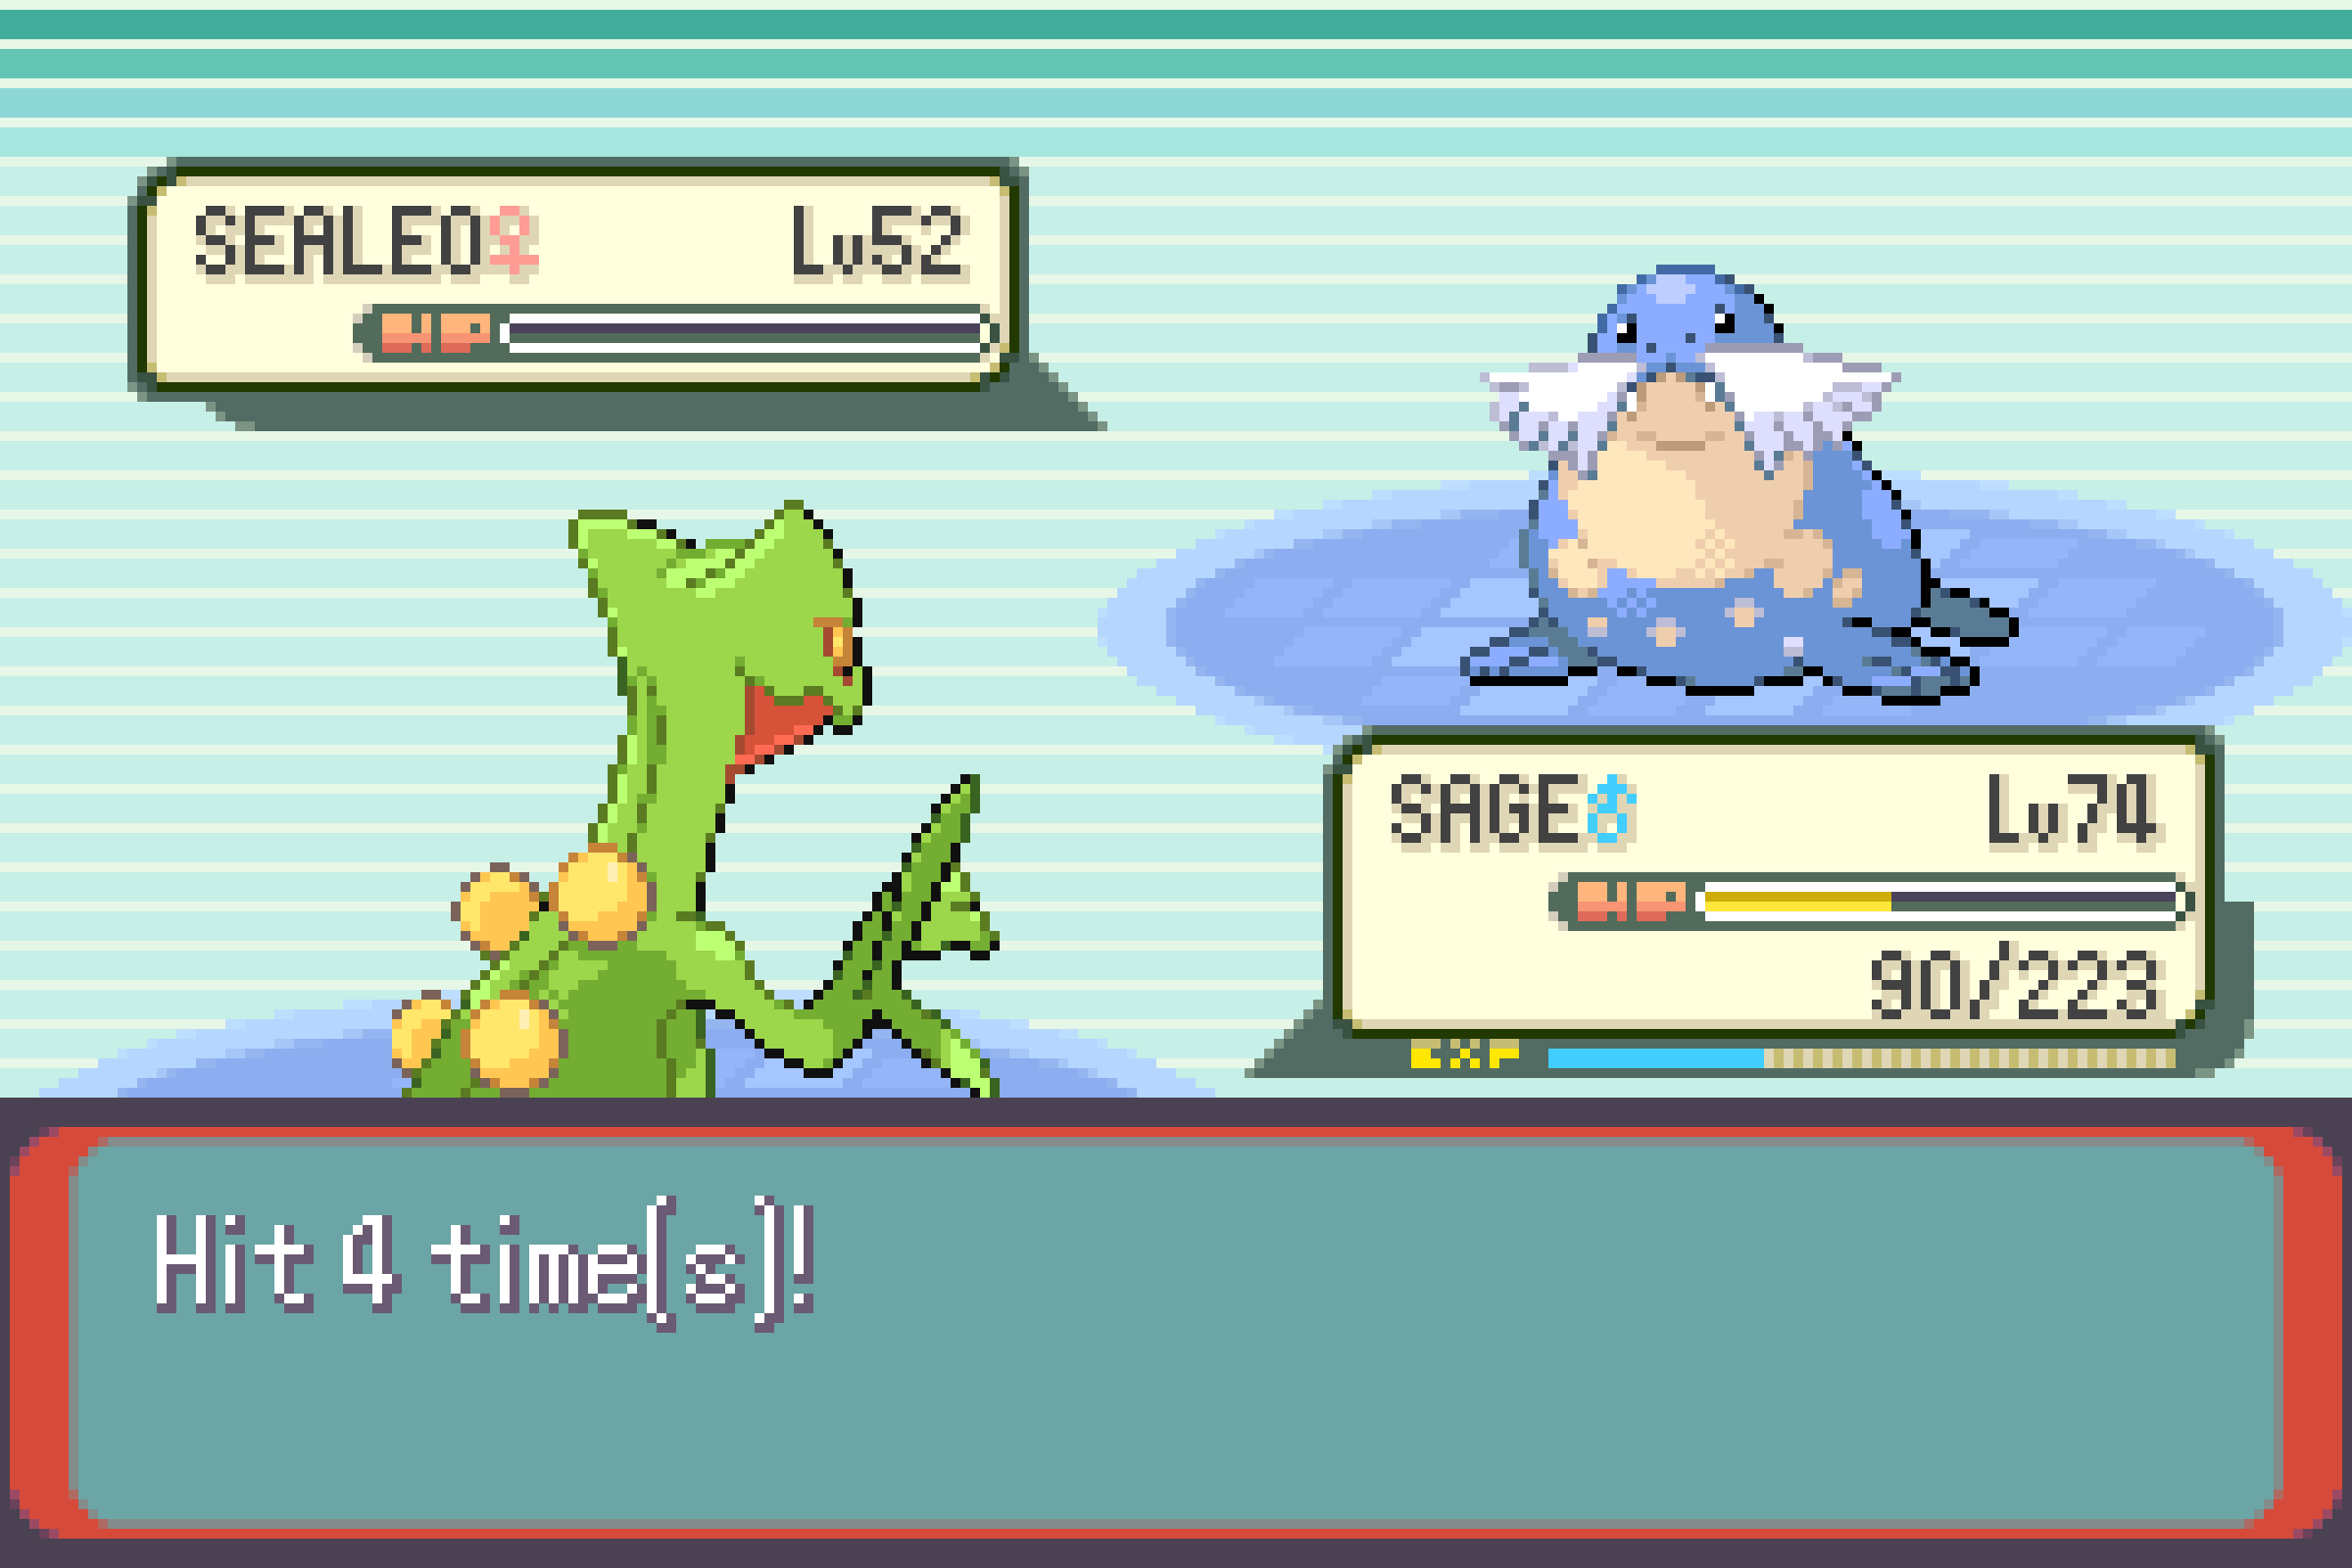 SEALEO♀ Lv52
HP
SAGE♂ Lv74
HP
90/223
EXP
Hit 4 time(s)!